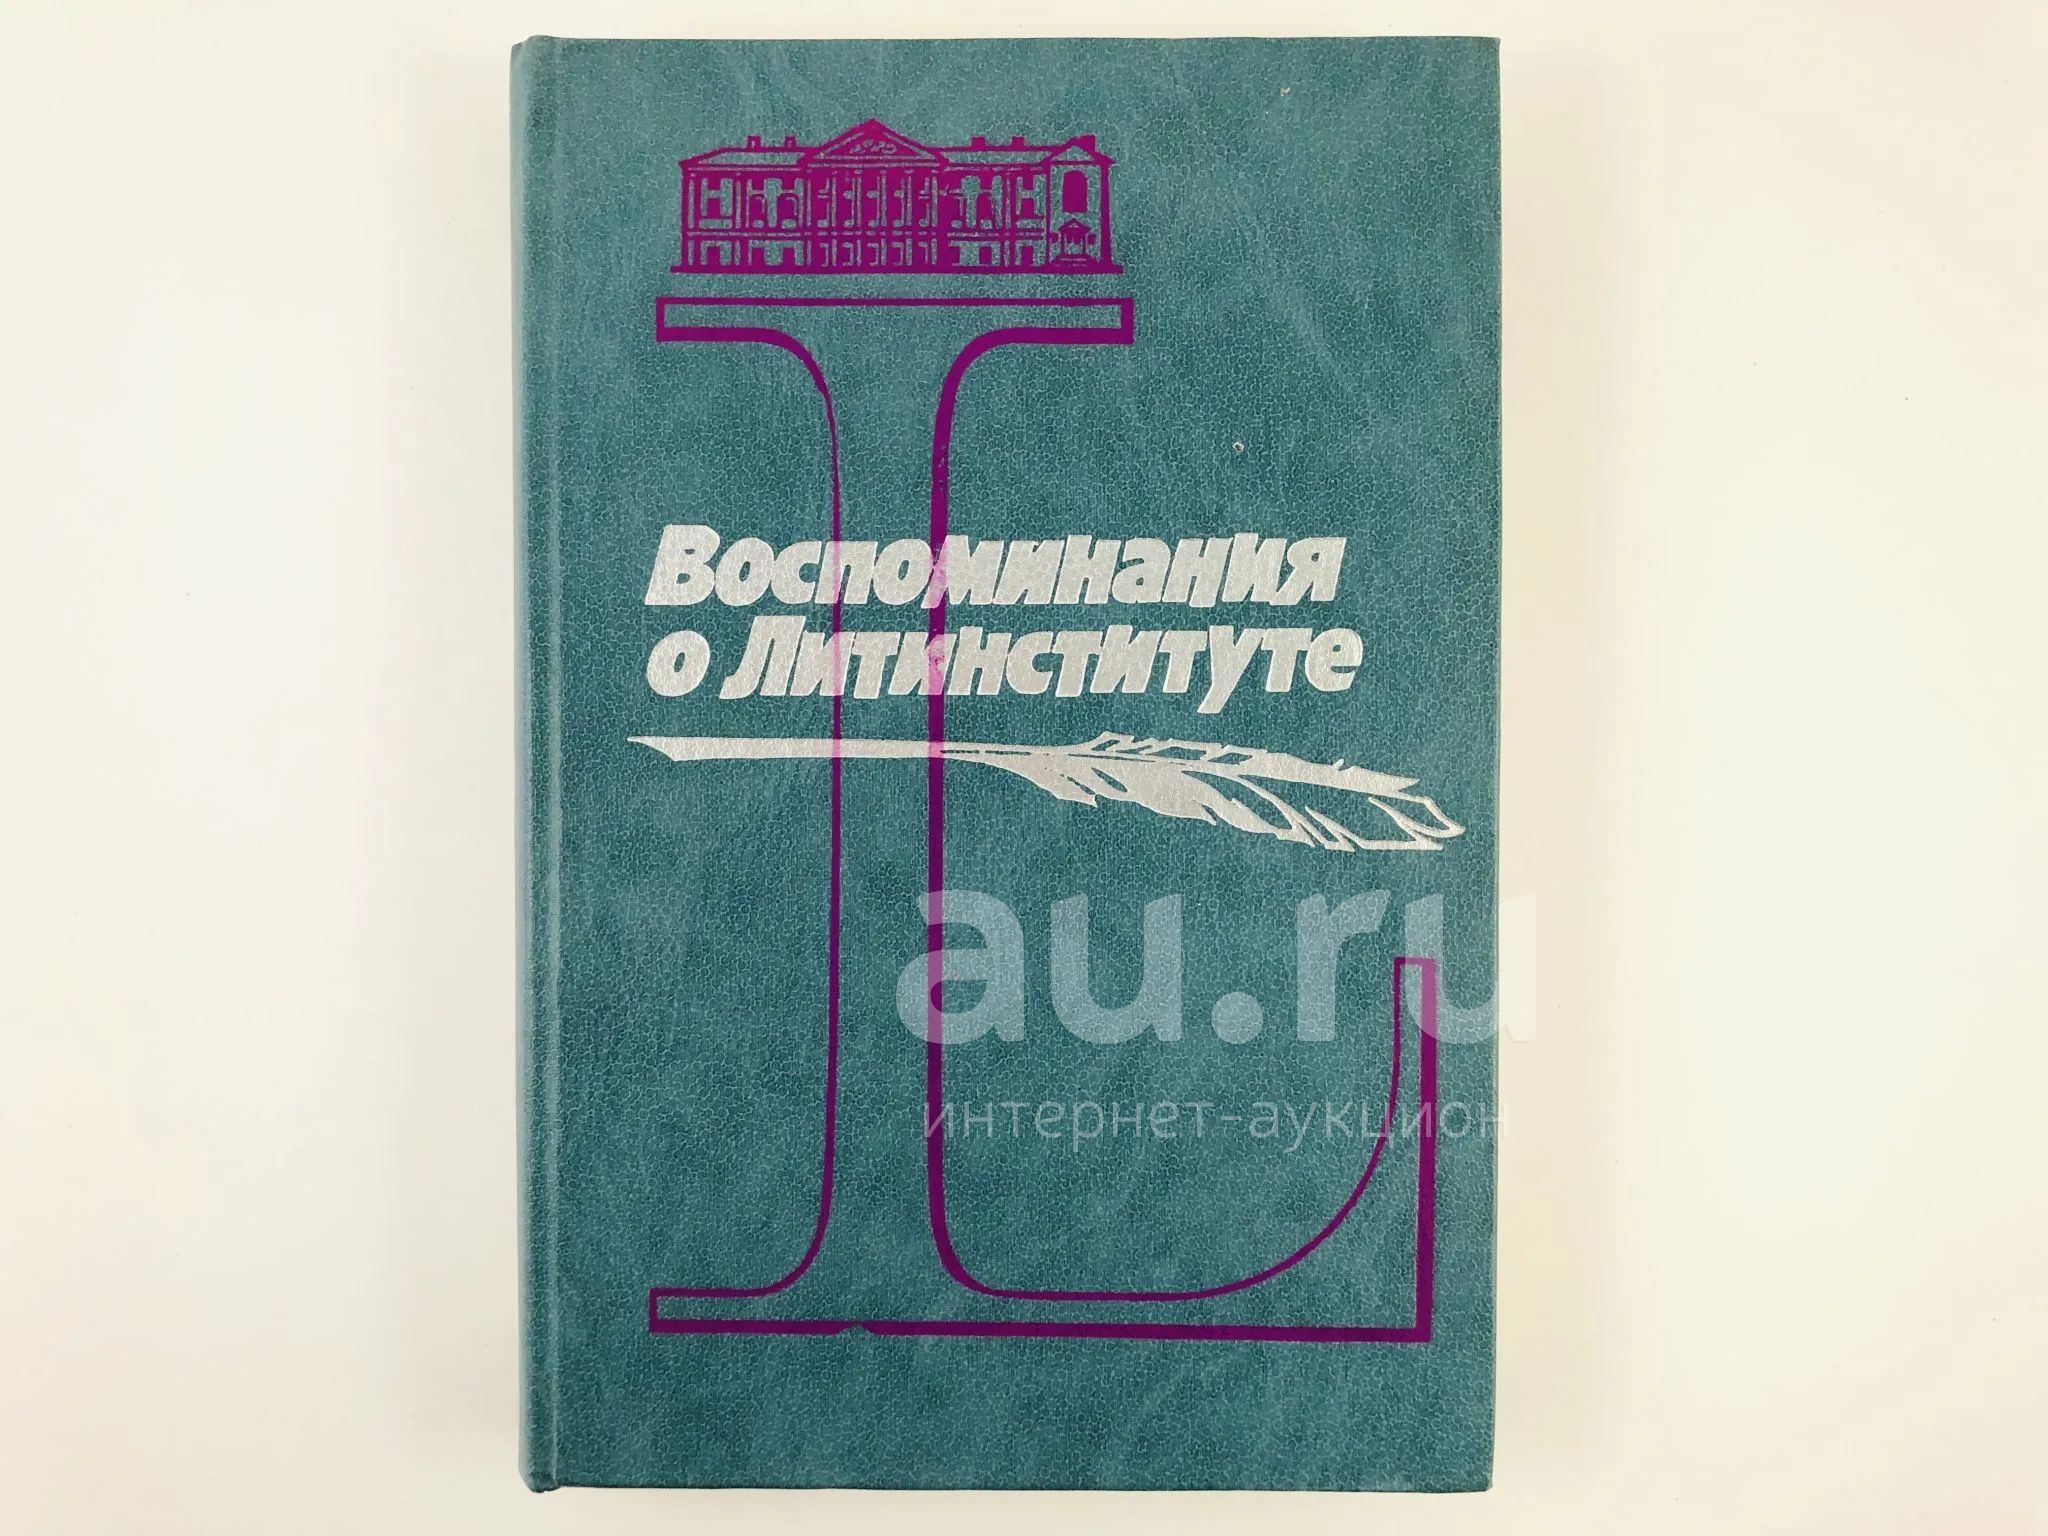 Воспоминания
о Литинституте
au.ru
интернет-аукцион